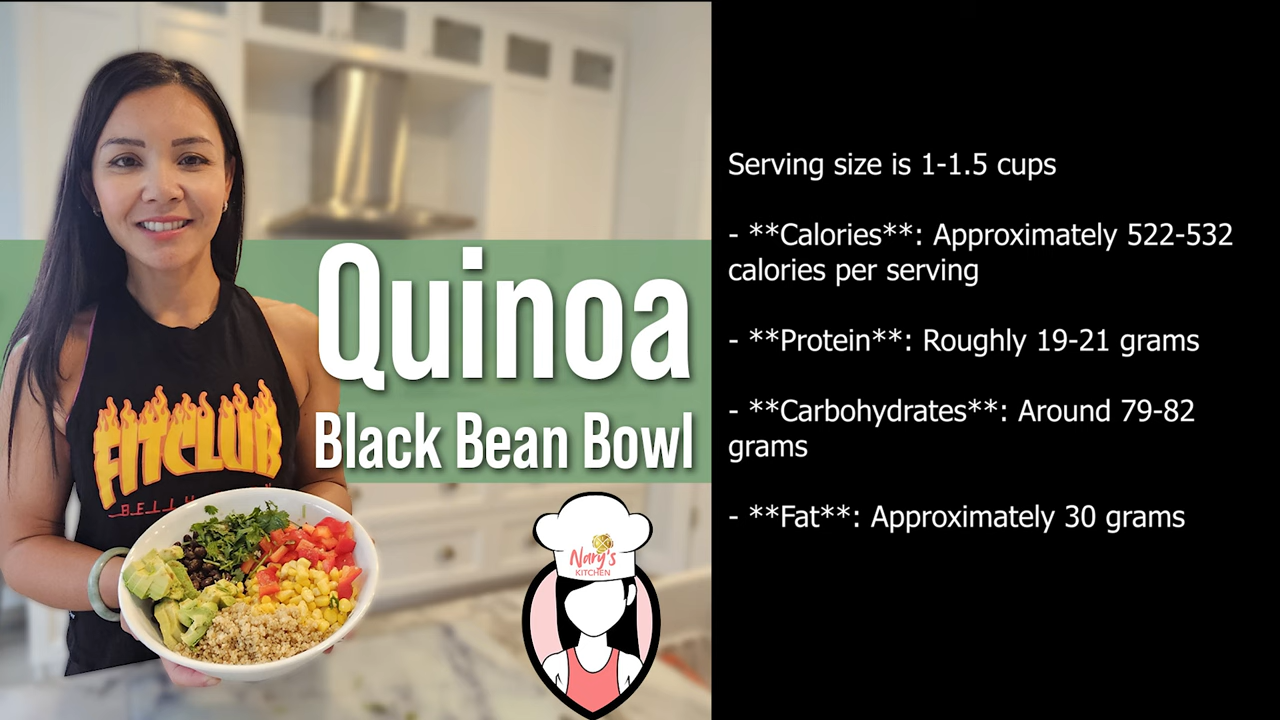 Quinoa
Black Bean Bowl
FITCLUB
Nary's
KITCHEN
Serving size is 1-1.5 cups
- **Calories**: Approximately 522-532
calories per serving
- **Protein**: Roughly 19-21 grams
- **Carbohydrates**: Around 79-82
grams
- **Fat**: Approximately 30 grams